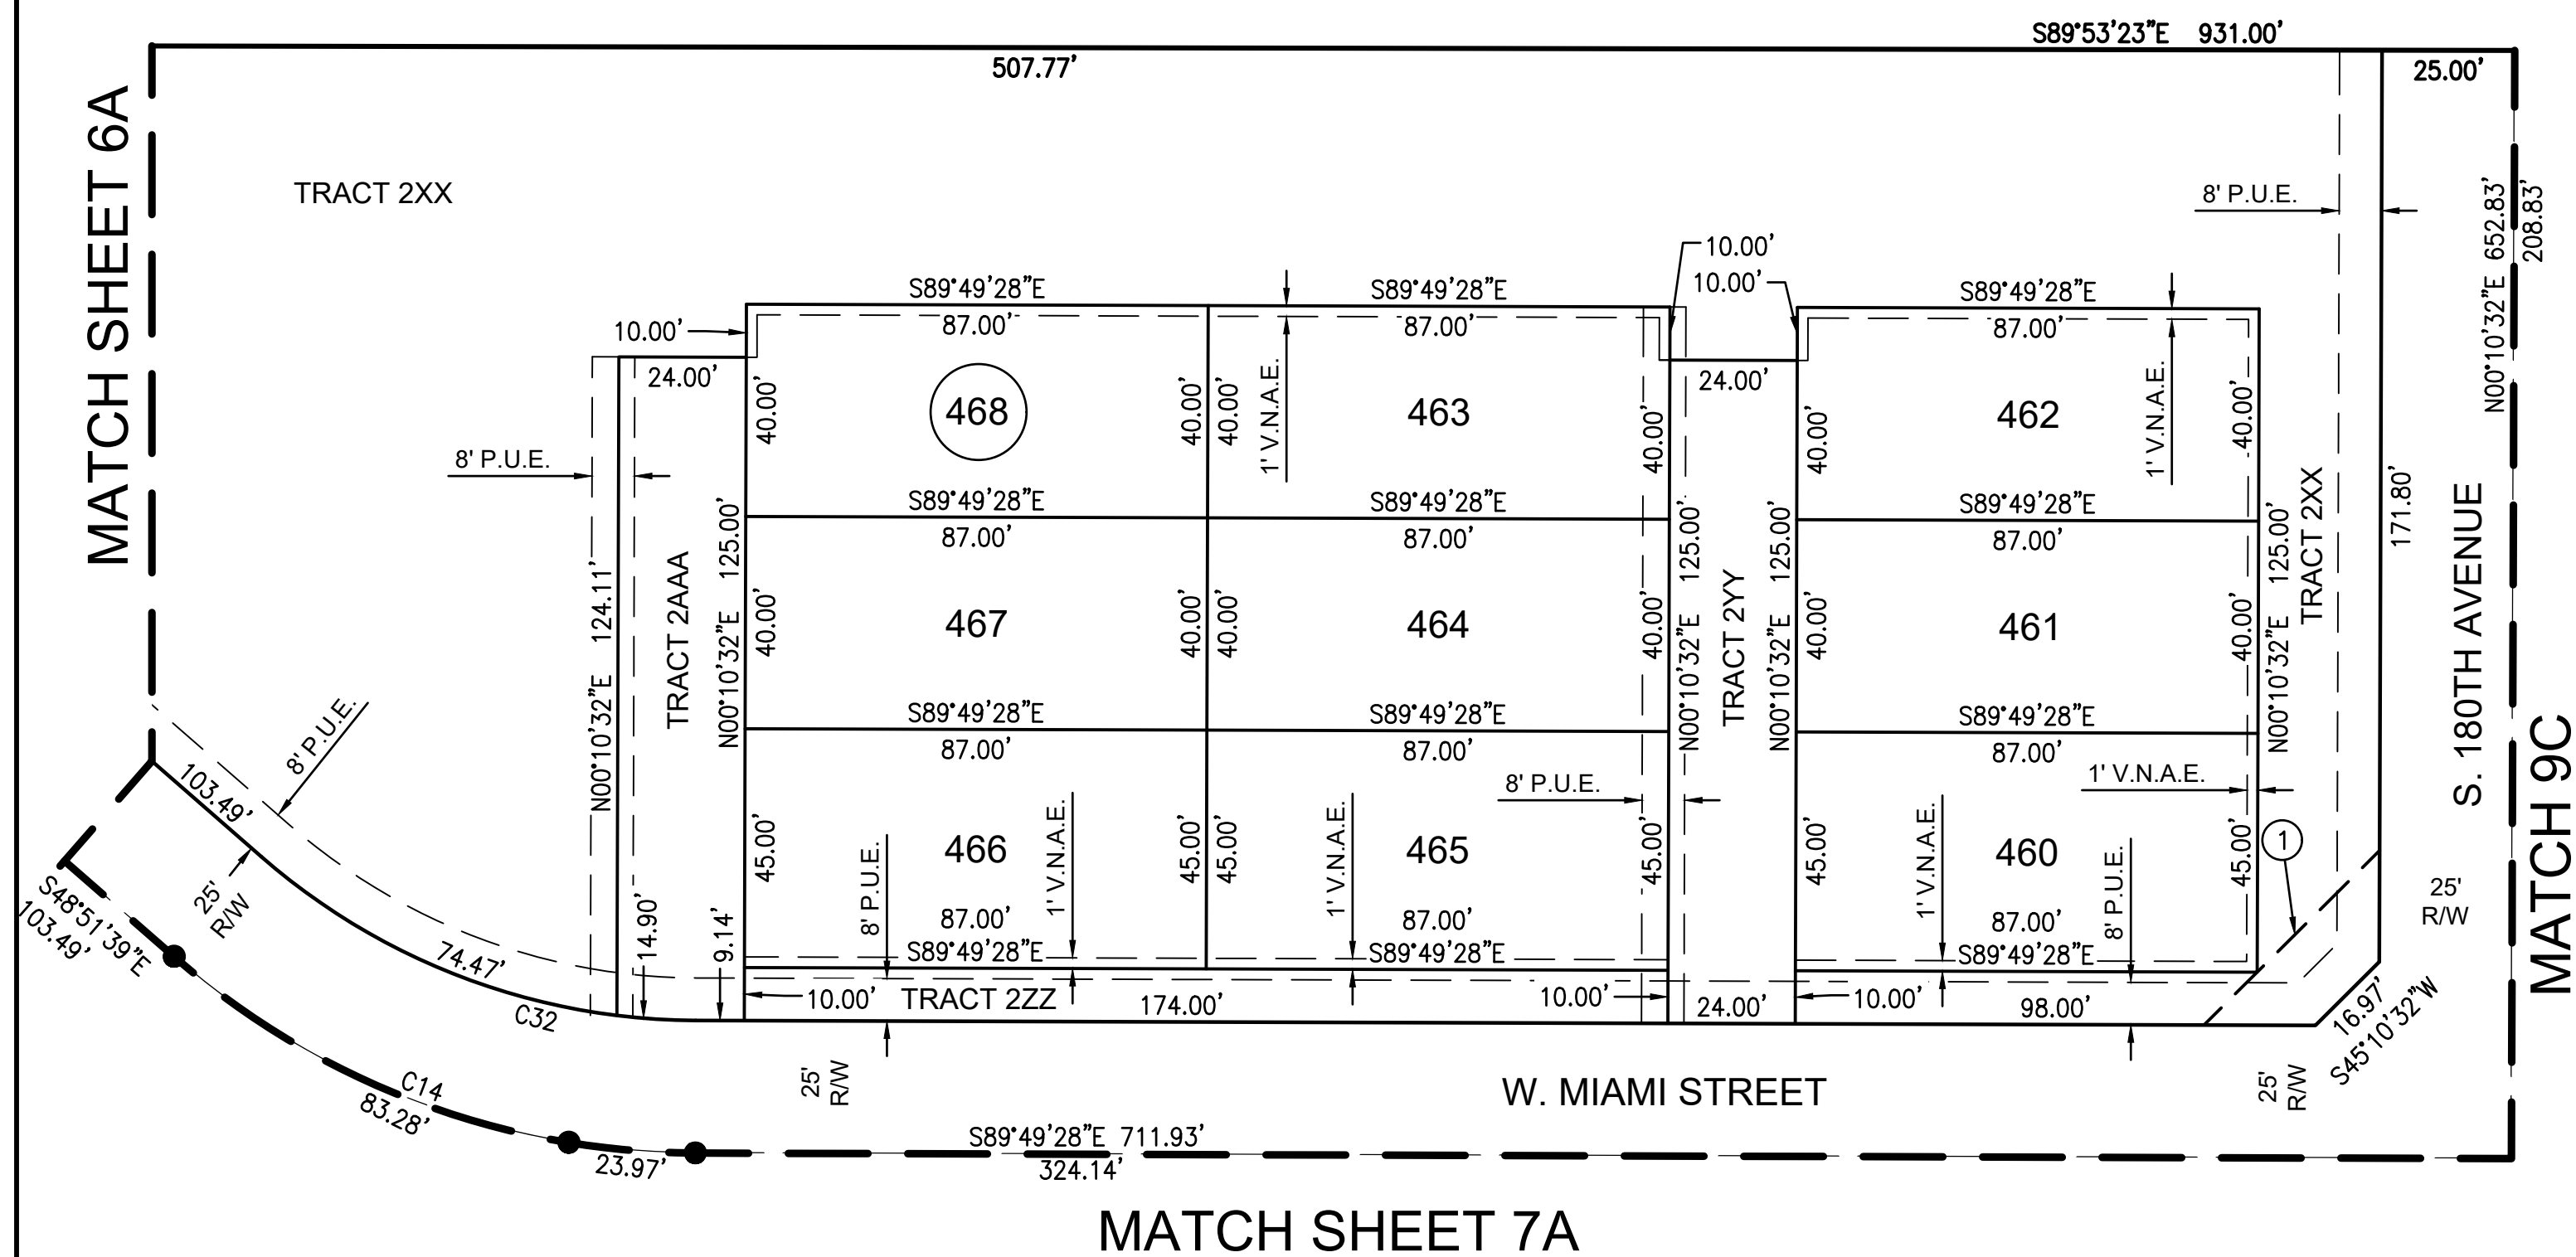 S89°53'23"E 931.00'
507.77'
25.00'
MATCH SHEET 6A
TRACT 2XX
8' P.U.E.
N00°10'32"E 652.83'
208.83'
10.00'
10.00'
S89°49'28"E
S89°49'28"E
S89°49'28"E
10.00'
87.00'
87.00'
87.00'
24.00'
24.00'
40.00'
468
40.00'
40.00'
1' V.N.A.E.
463
40.00'
40.00'
462
1' V.N.A.E.
40.00'
8' P.U.E.
S89°49'28"E
S89°49'28"E
S89°49'28"E
87.00'
87.00'
87.00'
N00°10'32"E 124.11'
TRACT 2AAA
N00°10'32"E 125.00'
40.00'
467
40.00'
40.00'
464
40.00'
N00°10'32"E 125.00'
TRACT 2YY
N00°10'32"E 125.00'
40.00'
461
40.00'
N00°10'32"E 125.00'
TRACT 2XX
171.80'
S. 180TH AVENUE
MATCH 9C
S89°49'28"E
S89°49'28"E
S89°49'28"E
87.00'
87.00'
87.00'
8' P.U.E.
103.49'
8' P.U.E.
1' V.N.A.E.
45.00'
466
45.00'
45.00'
465
45.00'
45.00'
460
45.00'
1
8' P.U.E.
1' V.N.A.E.
1' V.N.A.E.
1' V.N.A.E.
8' P.U.E.
25'
R/W
25'
R/W
S48°51'39"E
103.49'
74.47'
14.90'
9.14'
87.00'
87.00'
87.00'
S89°49'28"E
S89°49'28"E
S89°49'28"E
C32
10.00'
TRACT 2ZZ
174.00'
10.00'
24.00'
10.00'
98.00'
16.97'
S45°10'32"W
C14
83.28'
25'
R/W
W. MIAMI STREET
25'
R/W
23.97'
S89°49'28"E 711.93'
324.14'
MATCH SHEET 7A